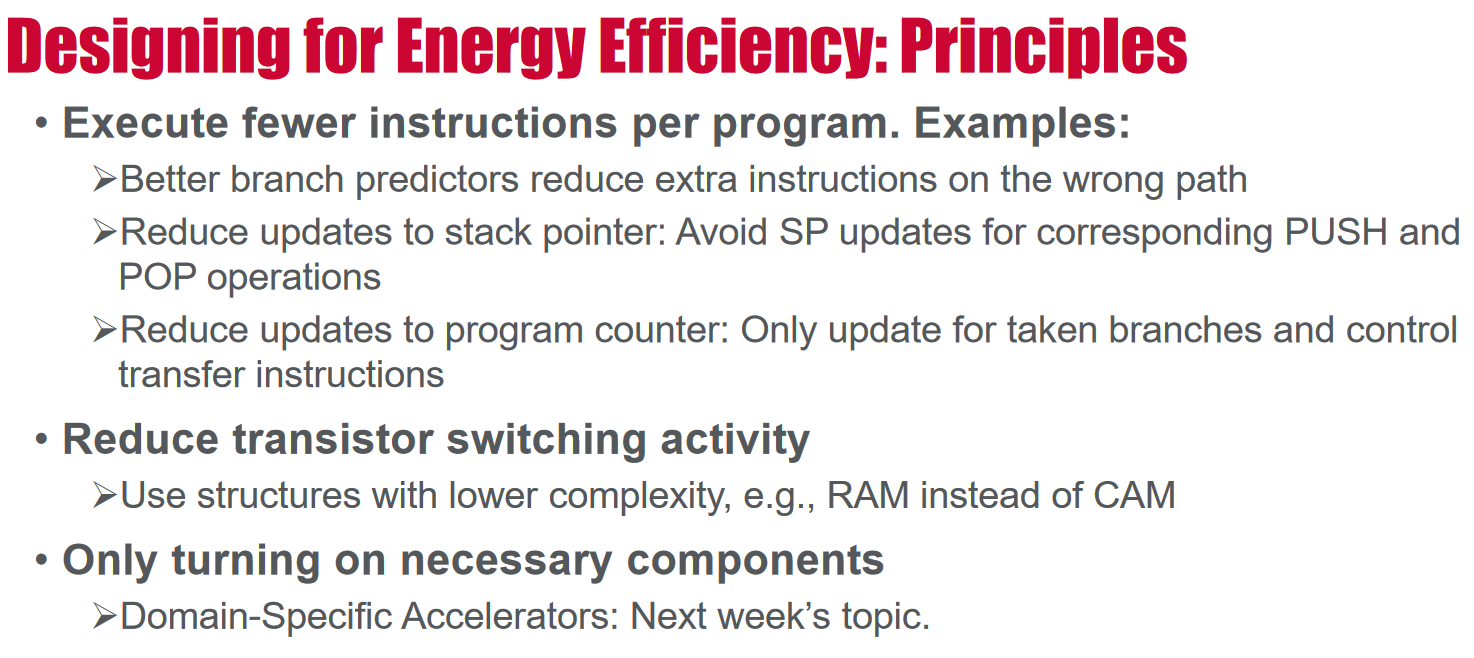 Designing for Energy Efficiency: Principles
• Execute fewer instructions per program. Examples:
➢Better branch predictors reduce extra instructions on the wrong path
➢Reduce updates to stack pointer: Avoid SP updates for corresponding PUSH and
POP operations
➢Reduce updates to program counter: Only update for taken branches and control
transfer instructions
• Reduce transistor switching activity
➢Use structures with lower complexity, e.g., RAM instead of CAM
• Only turning on necessary components
➢Domain-Specific Accelerators: Next week’s topic.